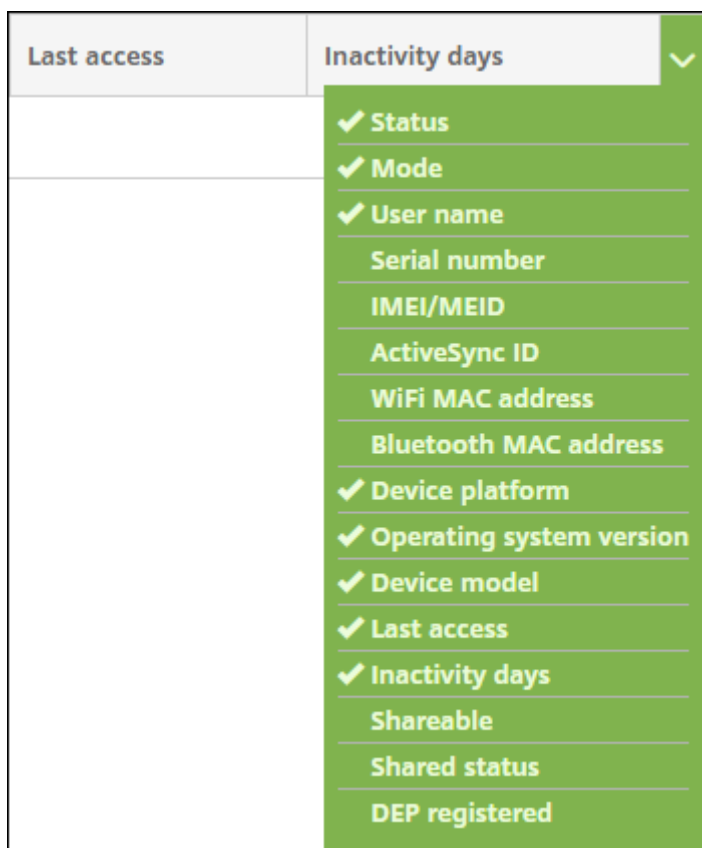 Last access Inactivity days
Status
Mode
User name
Serial number
IMEI/MEID
ActiveSync ID
WiFi MAC address
Bluetooth MAC address
Device platform
Operating system version
Device model
Last access
Inactivity days
Shareable
Shared status
DEP registered